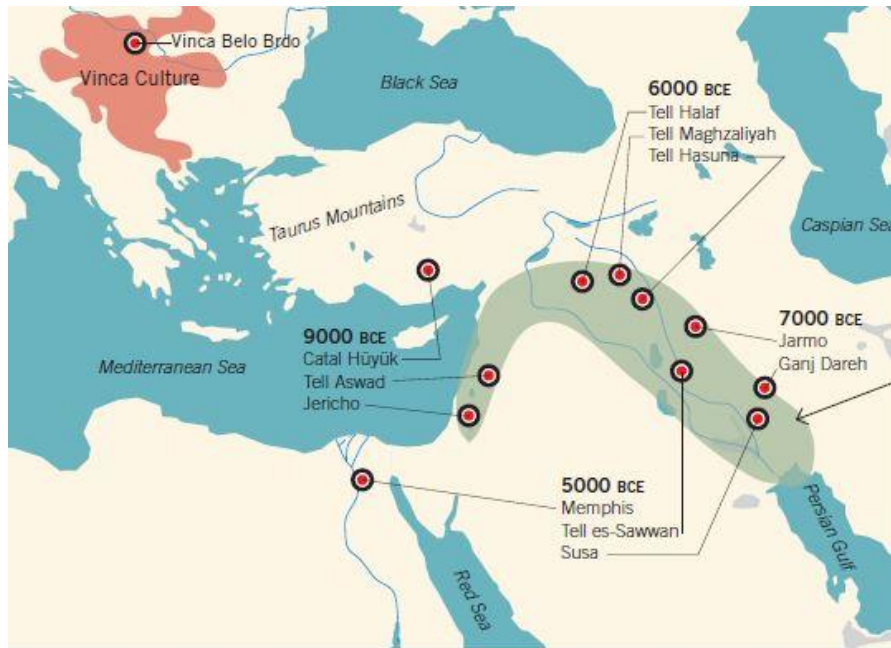 Vinca Belo Brdo
Vinca Culture
Black Sea
6000 BCE
Tell Halaf
Tell Maghzaliyah
Tell Hasuna
Taurus Mountains
Caspian Sea
9000 BCE
Catal Hüyük
Tell Aswad
Jericho
Mediterranean Sea
7000 BCE
Jarmo
Ganj Dareh
5000 BCE
Memphis
Tell es-Sawwan
Susa
Persian Gulf
Red Sea